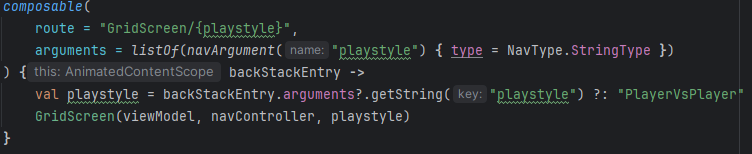 composable(
    route = "GridScreen/{playstyle}",
    arguments = listOf(navArgument( name: "playstyle") { type = NavType.StringType })
) { this: AnimatedContentScope backStackEntry ->
    val playstyle = backStackEntry.arguments?.getString( key: "playstyle") ?: "PlayerVsPlayer"
    GridScreen(viewModel, navController, playstyle)
}